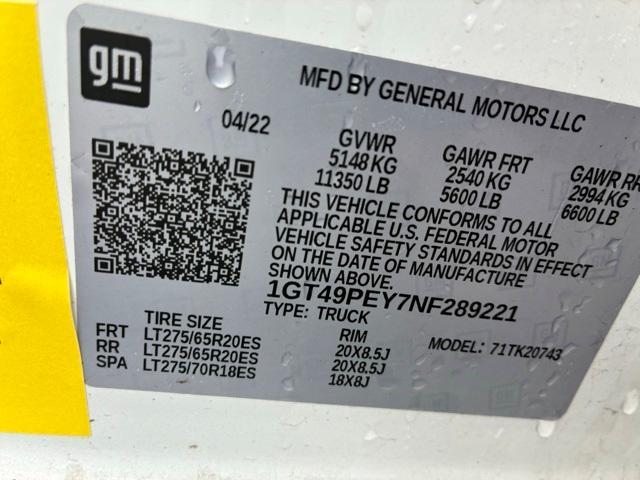 gm
MFD BY GENERAL MOTORS LLC
04/22
GVWR GAWR FRT GAWR RR
5148 KG 2540 KG 2994 KG
11350 LB 5600 LB 6600 LB
THIS VEHICLE CONFORMS TO ALL
APPLICABLE U.S. FEDERAL MOTOR
VEHICLE SAFETY STANDARDS IN EFFECT
ON THE DATE OF MANUFACTURE
SHOWN ABOVE.
1GT49PEY7NF289221
TYPE: TRUCK
MODEL: 71TK20743
TIRE SIZE RIM
FRT LT275/65R20ES 20X8.5J
RR LT275/65R20ES 20X8.5J
SPA LT275/70R18ES 18X8J